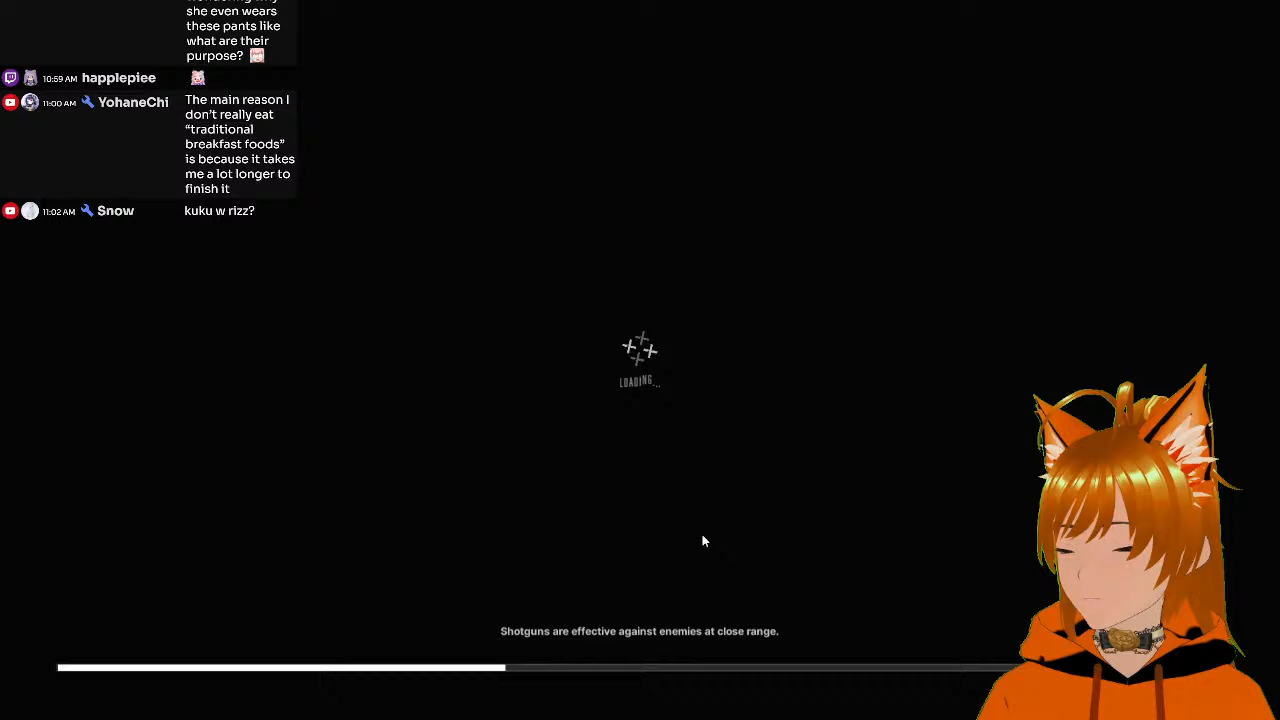 she even wears
these pants like
what are their
purpose?
10:59 AM happlepiee
11:00 AM YohaneChi
The main reason I
don't really eat
“traditional
breakfast foods”
is because it takes
me a lot longer to
finish it
11:02 AM Snow kuku w rizz?
LOADING...
Shotguns are effective against enemies at close range.